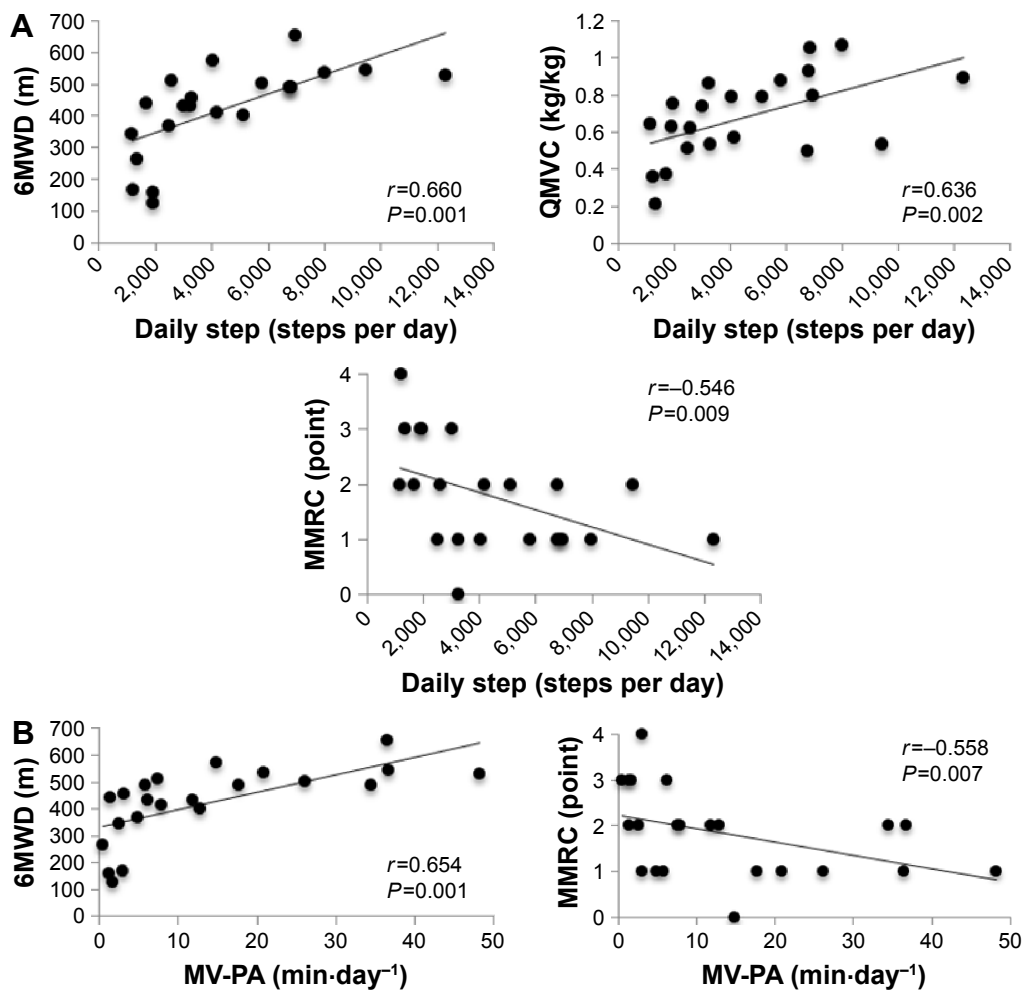 A
700
600
500
400
300
200
100
0
6MWD (m)
r=0.660
P=0.001
0
2,000
4,000
6,000
8,000
10,000
12,000
14,000
Daily step (steps per day)
1.2
1
0.8
0.6
0.4
0.2
0
QMVC (kg/kg)
r=0.636
P=0.002
0
2,000
4,000
6,000
8,000
10,000
12,000
14,000
Daily step (steps per day)
4
3
2
1
0
MMRC (point)
r=–0.546
P=0.009
0
2,000
4,000
6,000
8,000
10,000
12,000
14,000
Daily step (steps per day)
B
700
600
500
400
300
200
100
0
6MWD (m)
r=0.654
P=0.001
0 10 20 30 40 50
MV-PA (min·day⁻¹)
4
3
2
1
0
MMRC (point)
r=–0.558
P=0.007
0 10 20 30 40 50
MV-PA (min·day⁻¹)